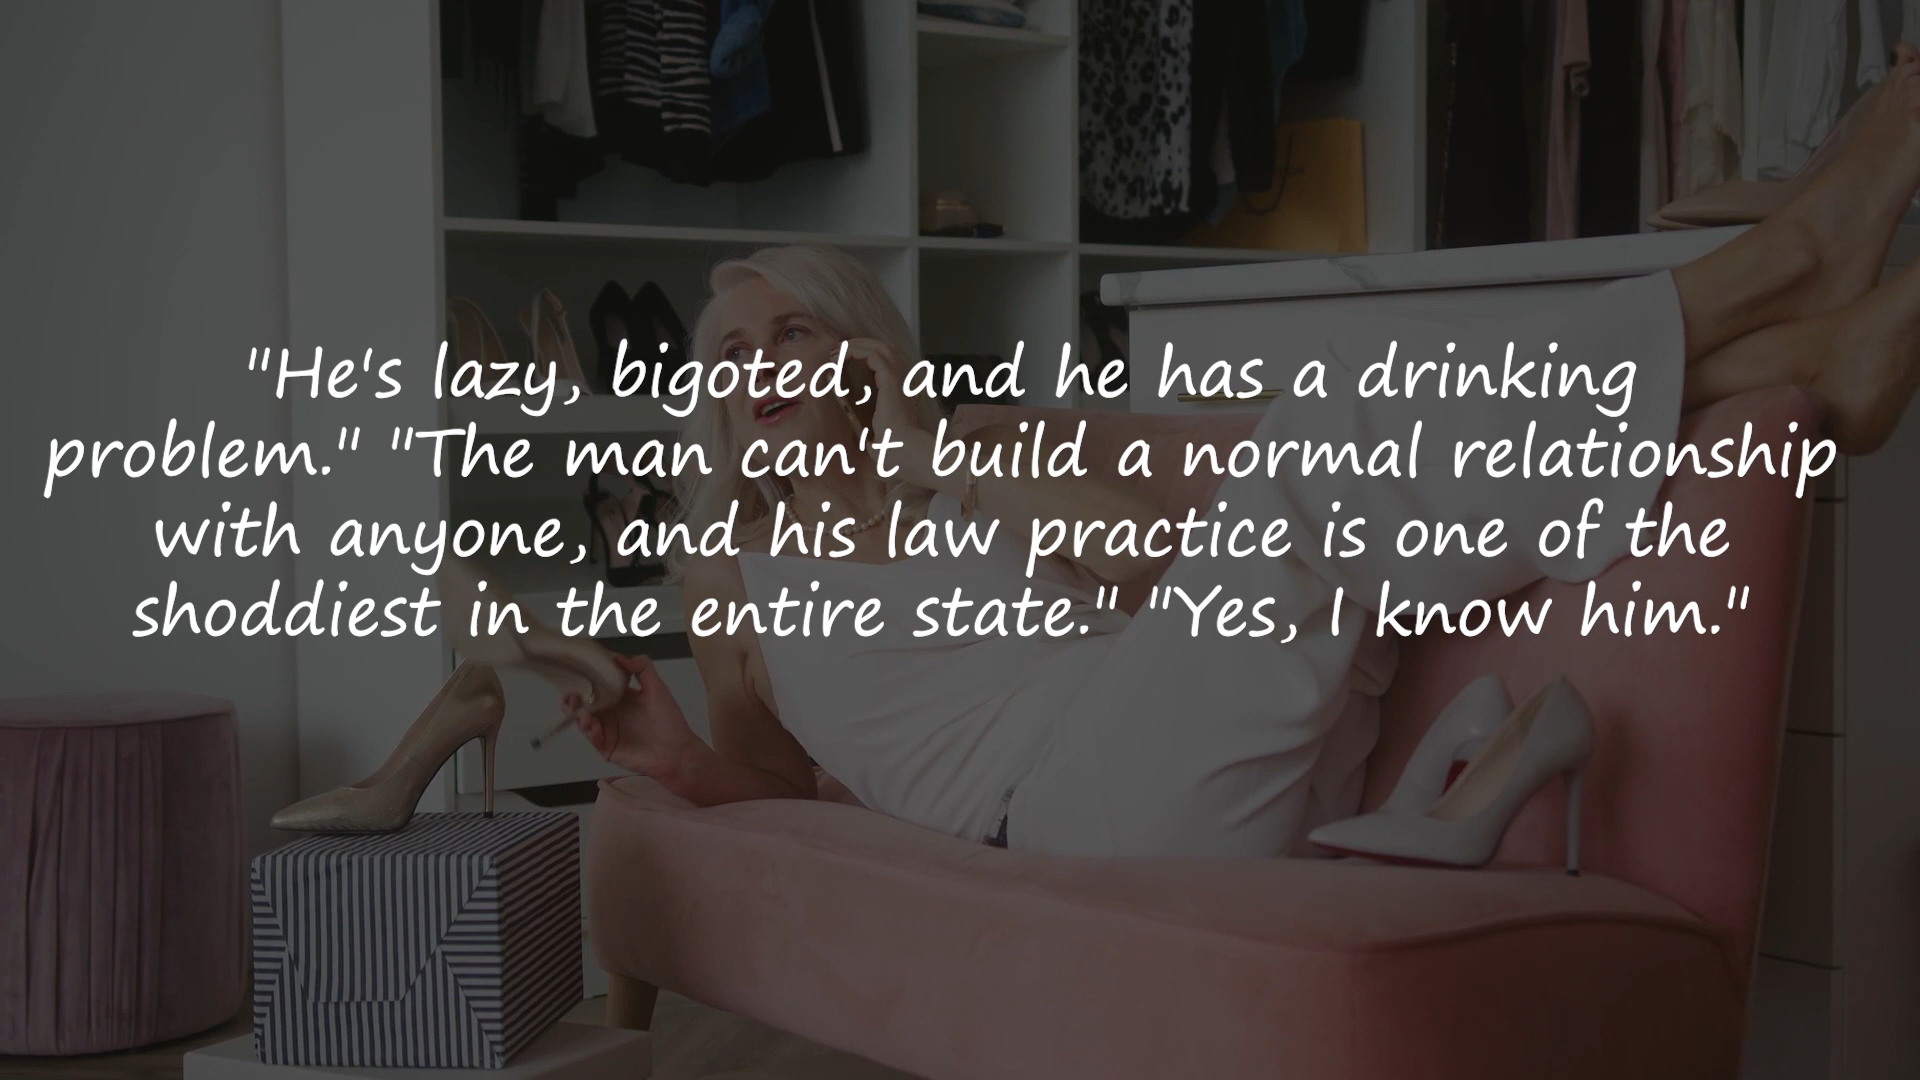 "He's lazy, bigoted, and he has a drinking
problem." "The man can't build a normal relationship
with anyone, and his law practice is one of the
shoddiest in the entire state." "Yes, I know him."